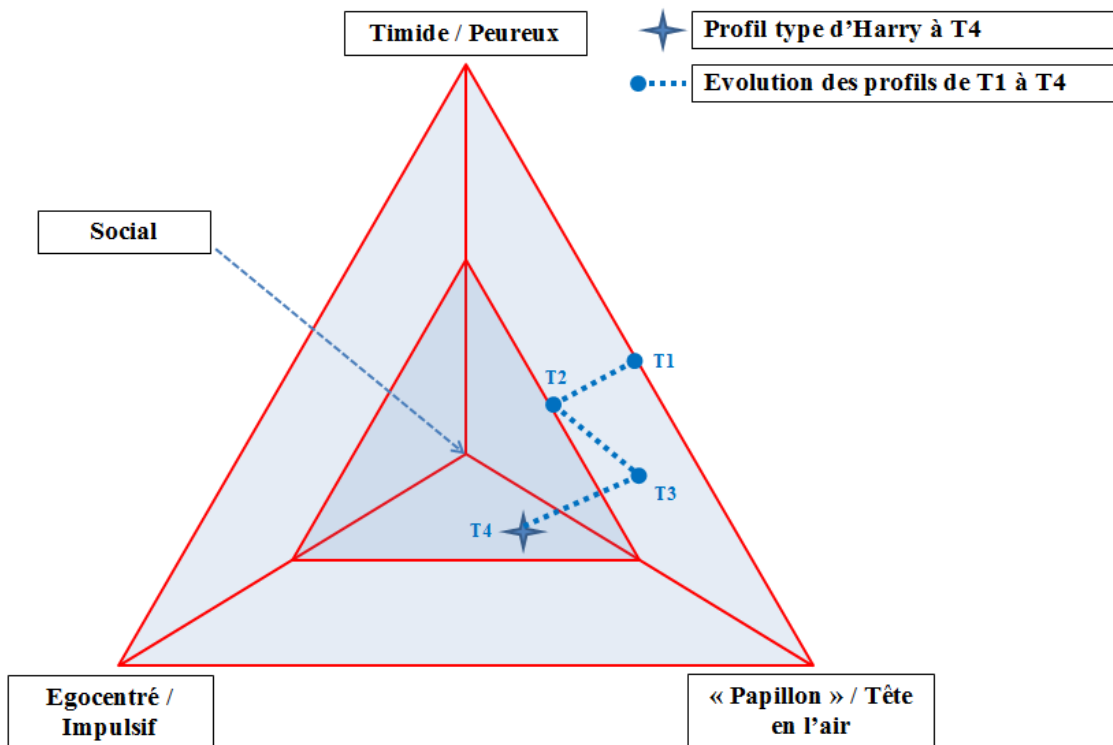 Timide / Peureux
Profil type d’Harry à T4
Evolution des profils de T1 à T4
Social
T1
T2
T3
T4
Egocentré /
Impulsif
« Papillon » / Tête
en l’air